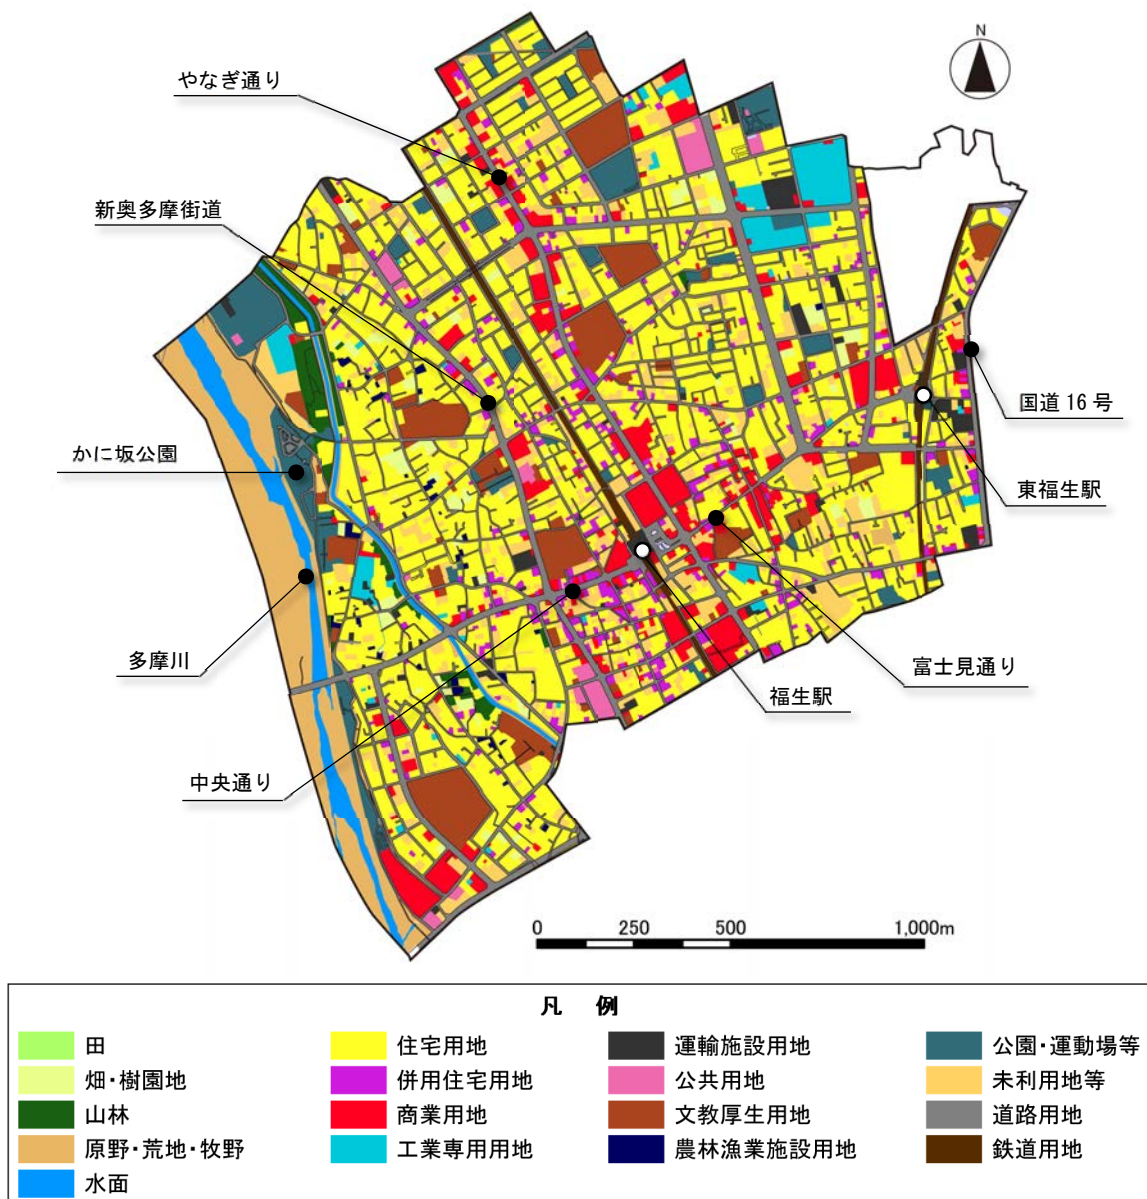 N
やなぎ通り
新奥多摩街道
国道 16 号
かに坂公園
東福生駅
多摩川
富士見通り
福生駅
中央通り
0 250 500 1,000m
凡 例
田 住宅用地 運輸施設用地 公園・運動場等
畑・樹園地 併用住宅用地 公共用地 未利用地等
山林 商業用地 文教厚生用地 道路用地
原野・荒地・牧野 工業専用用地 農林漁業施設用地 鉄道用地
水面